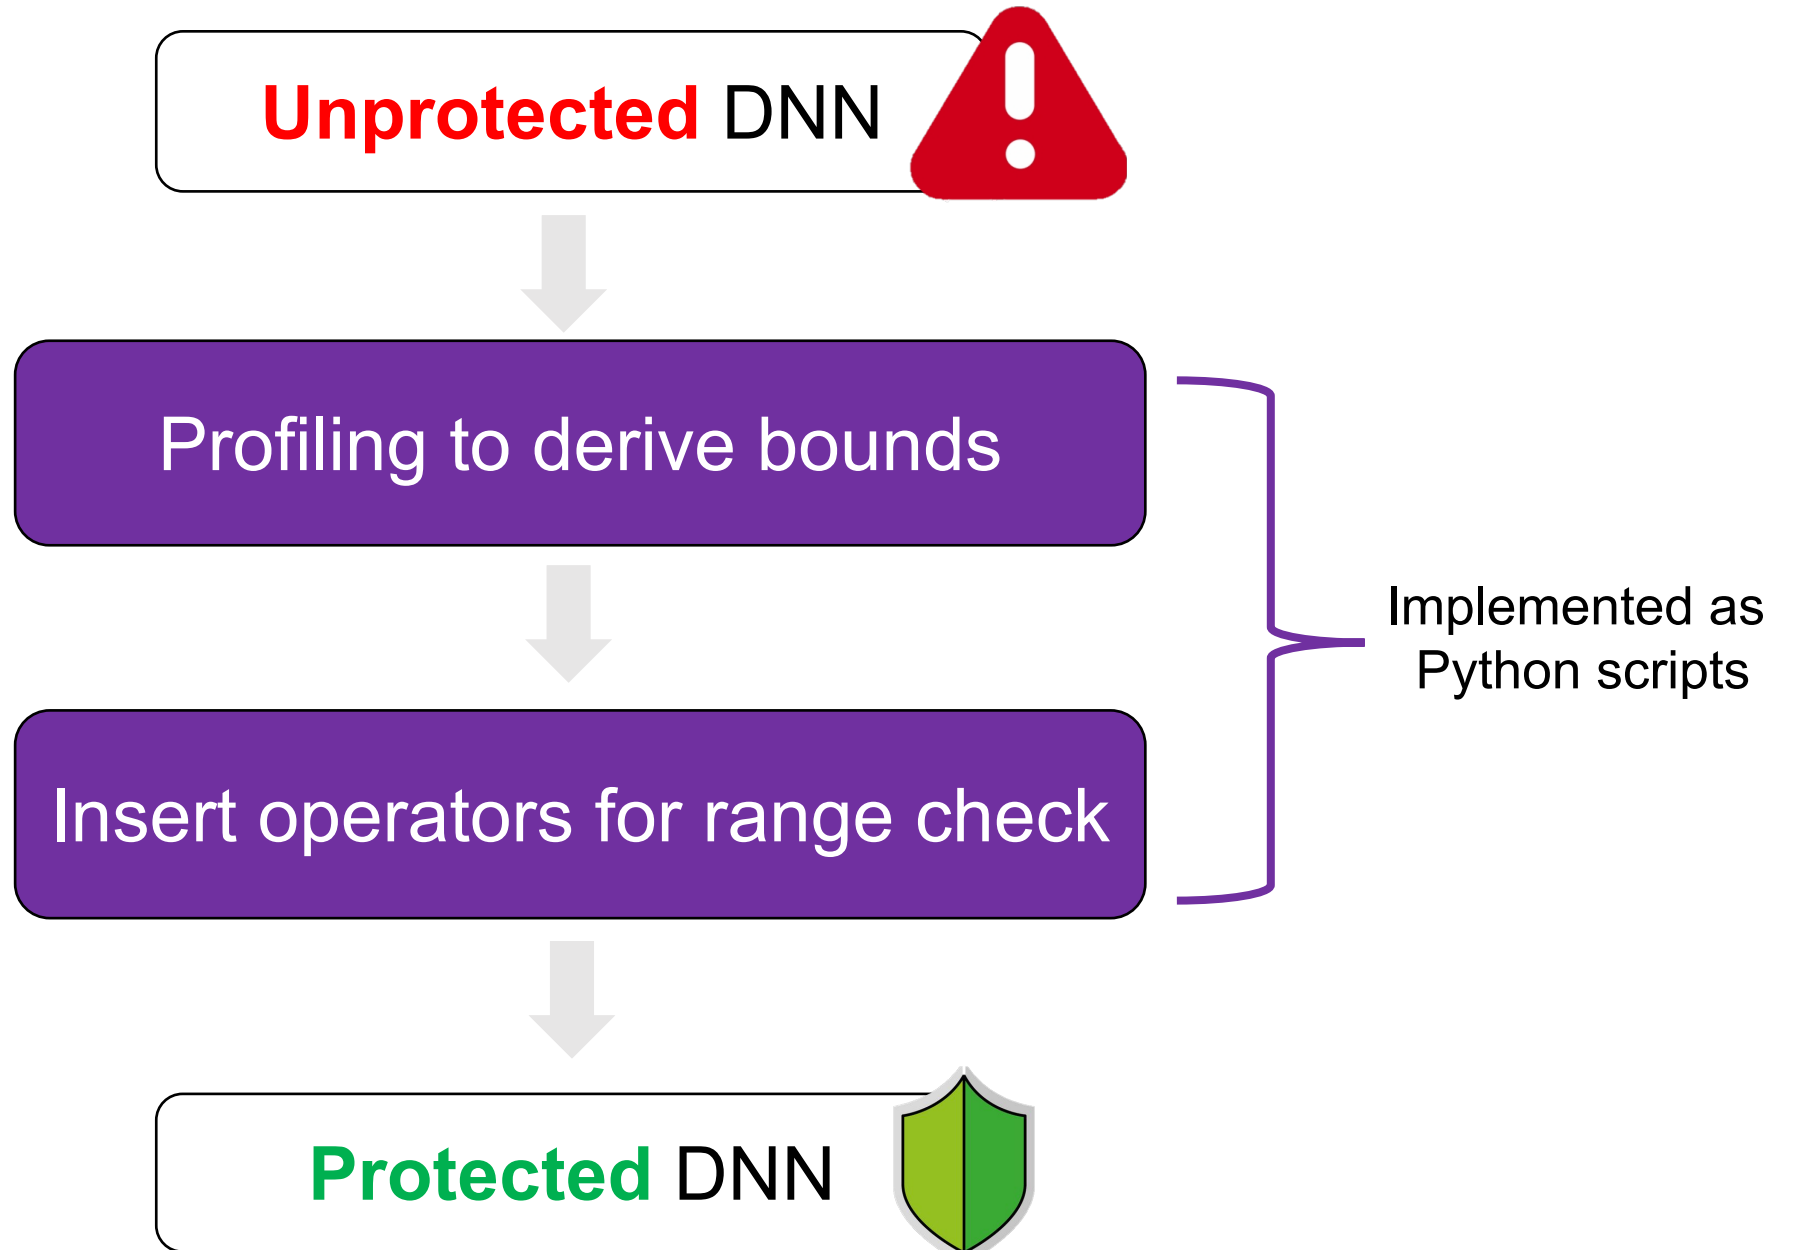 Unprotected DNN
Profiling to derive bounds
Insert operators for range check
Implemented as
Python scripts
Protected DNN